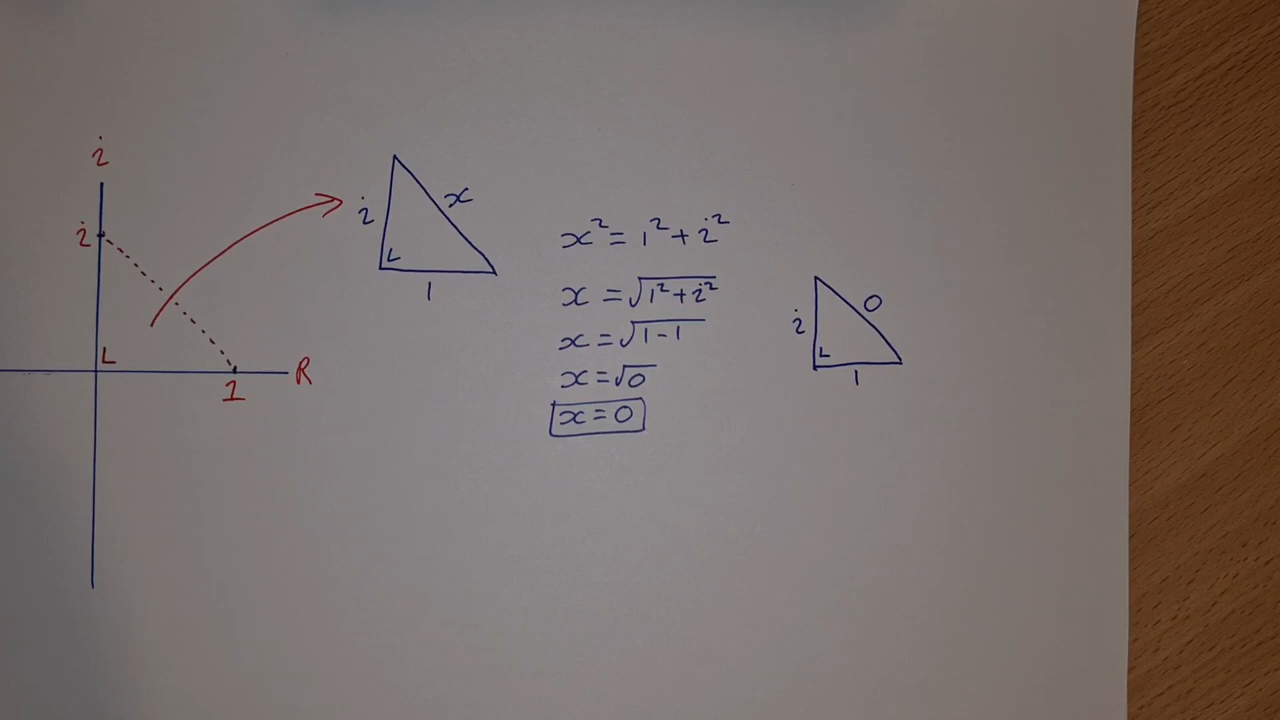 i
i
L
1
R
i
x
L
1
x² = 1² + i²
x = √1² + i²
x = √1 - 1
x = √0
x = 0
i
0
L
1